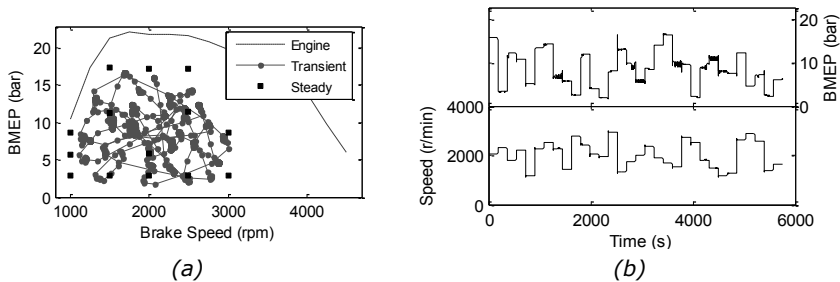 BMEP (bar)
20
15
10
5
0
1000
2000
3000
4000
Brake Speed (rpm)
Engine
Transient
Steady
(a)
20
10
0
BMEP (bar)
4000
2000
0
Speed (r/min)
0
2000
4000
6000
Time (s)
(b)